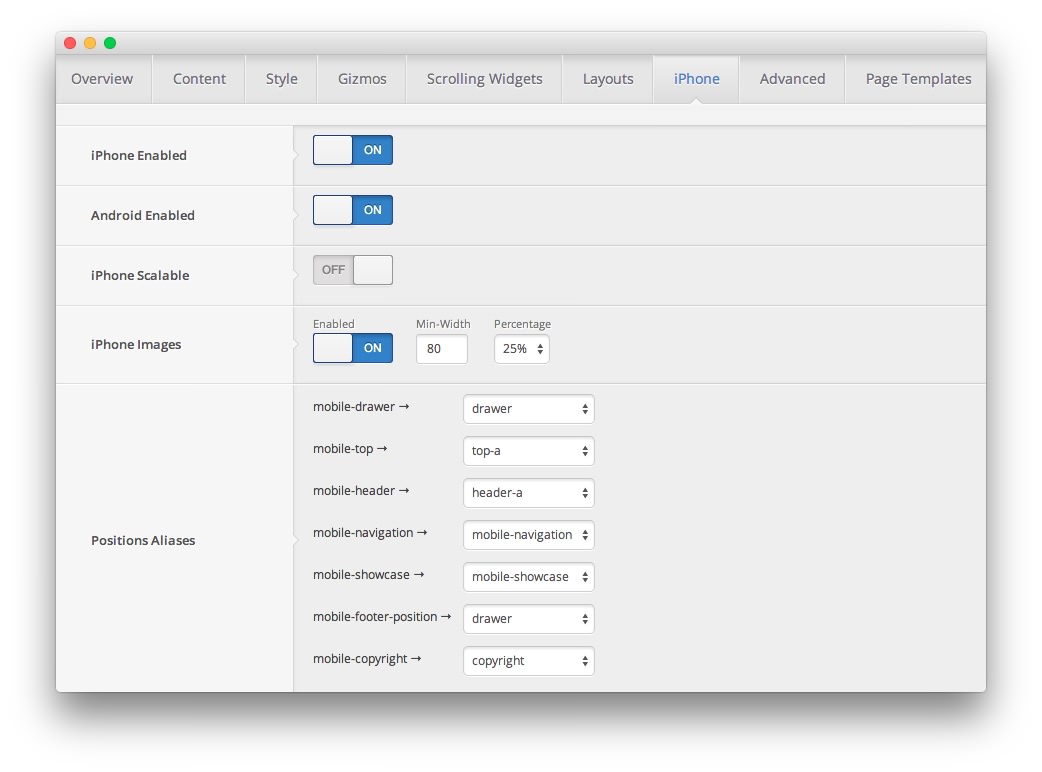 Overview Content Style Gizmos Scrolling Widgets Layouts iPhone Advanced Page Templates
iPhone Enabled ON
Android Enabled ON
iPhone Scalable OFF
Enabled Min-Width Percentage
iPhone Images ON 80 25%
Positions Aliases
mobile-drawer → drawer
mobile-top → top-a
mobile-header → header-a
mobile-navigation → mobile-navigation
mobile-showcase → mobile-showcase
mobile-footer-position → drawer
mobile-copyright → copyright